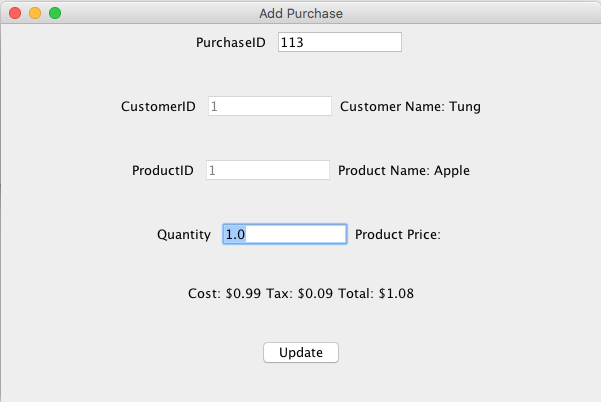 Add Purchase
PurchaseID 113
CustomerID 1 Customer Name: Tung
ProductID 1 Product Name: Apple
Quantity 1.0 Product Price:
Cost: $0.99 Tax: $0.09 Total: $1.08
Update